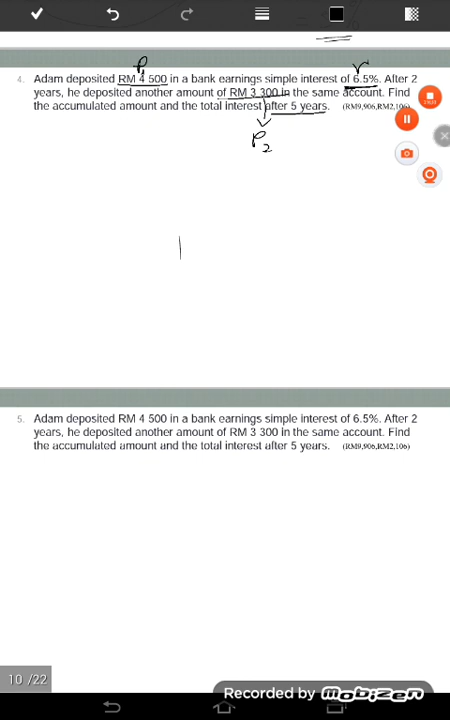 P1
r
4. Adam deposited RM 4 500 in a bank earnings simple interest of 6.5%. After 2
years, he deposited another amount of RM 3 300 in the same account. Find
the accumulated amount and the total interest after 5 years. (RM9,906,RM2,106)
P2
5. Adam deposited RM 4 500 in a bank earnings simple interest of 6.5%. After 2
years, he deposited another amount of RM 3 300 in the same account. Find
the accumulated amount and the total interest after 5 years. (RM9,906,RM2,106)
10 /22
Recorded by Mobizen